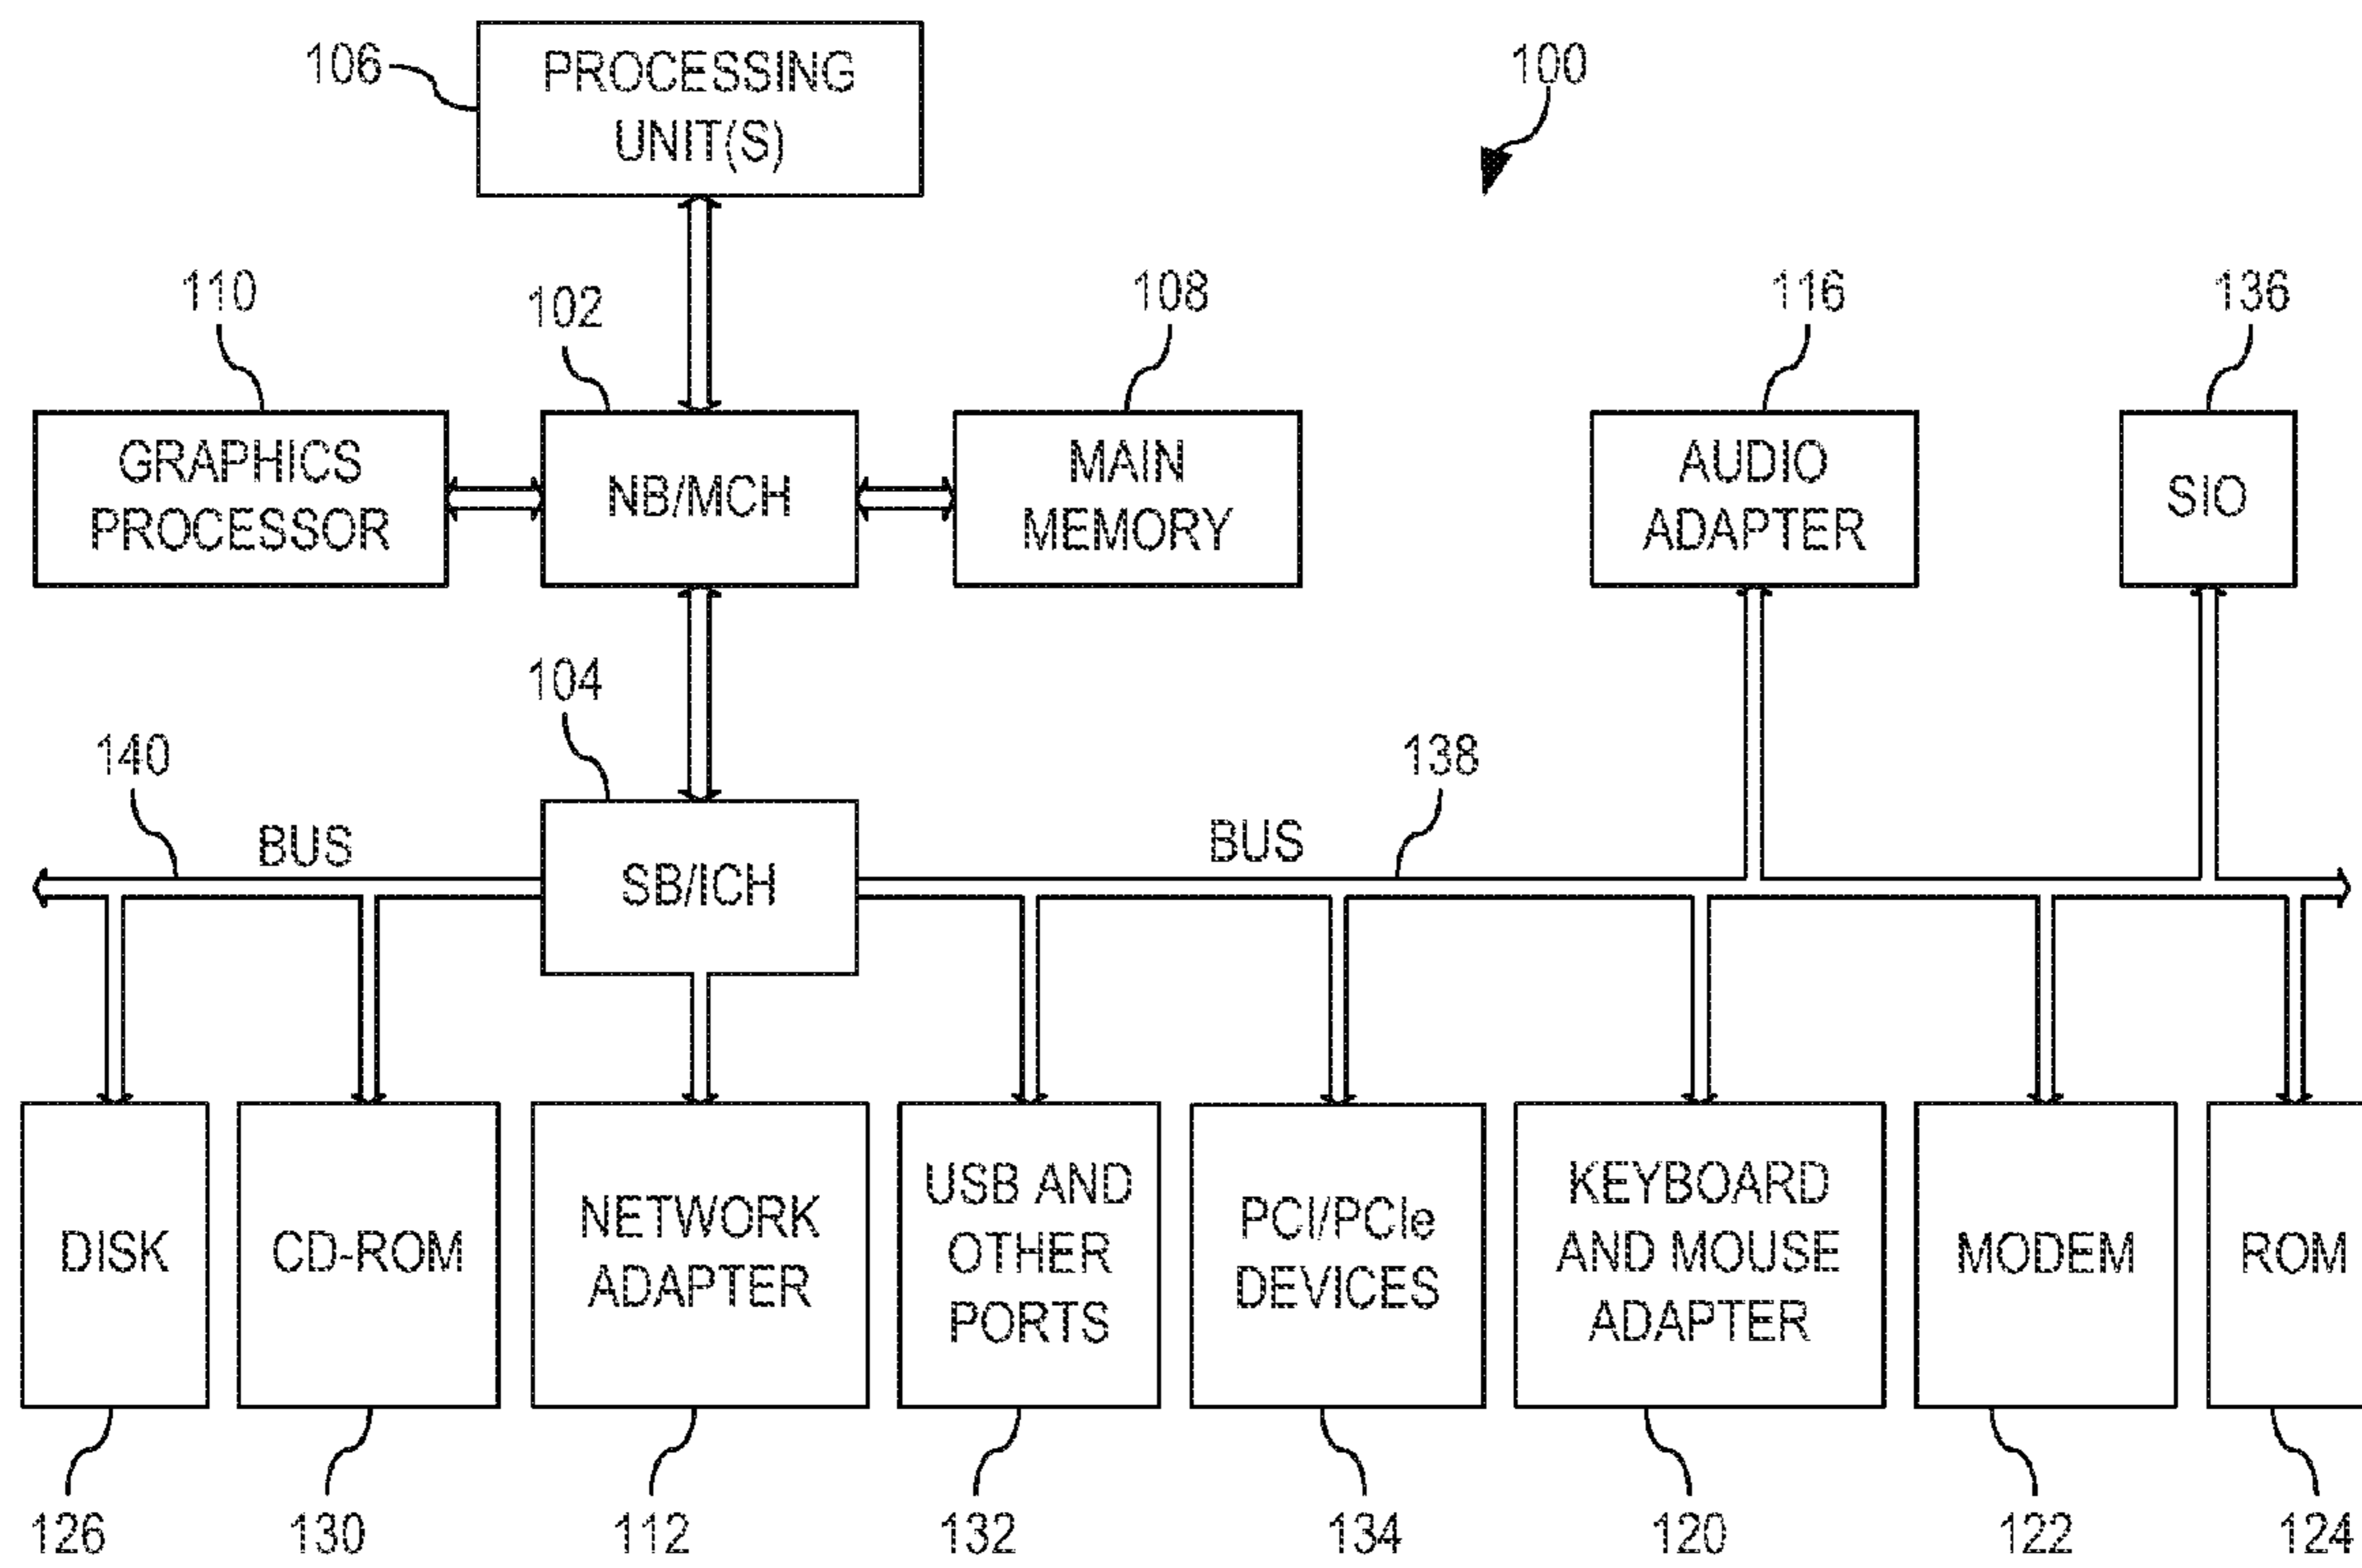 106
PROCESSING
UNIT(S)
100
110
102
108
116
136
GRAPHICS
PROCESSOR
NB/MCH
MAIN
MEMORY
AUDIO
ADAPTER
SIO
104
140
138
BUS
BUS
SB/ICH
DISK
CD-ROM
NETWORK
ADAPTER
USB AND
OTHER
PORTS
PCI/PCIe
DEVICES
KEYBOARD
AND MOUSE
ADAPTER
MODEM
ROM
126
130
112
132
134
120
122
124